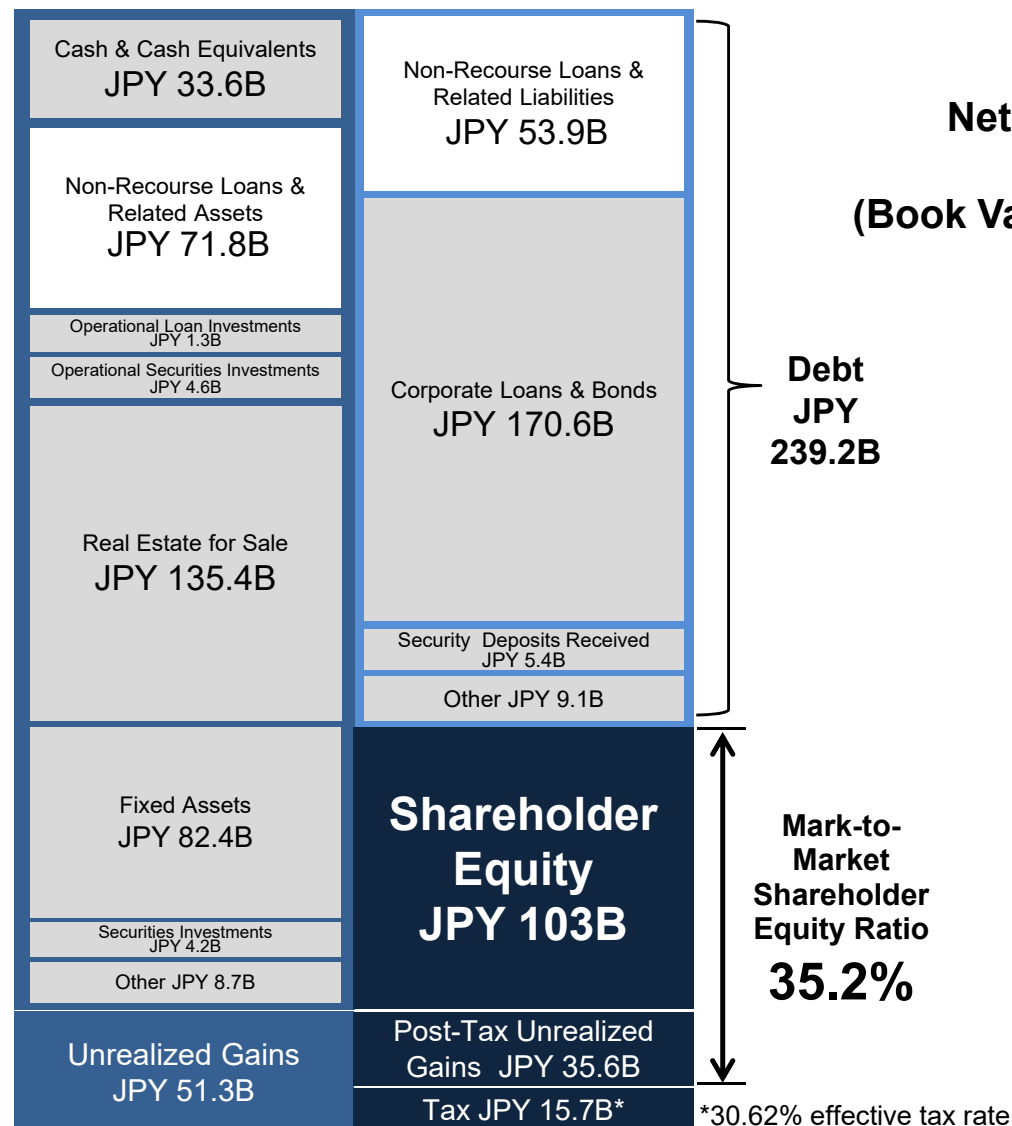 Cash & Cash Equivalents
JPY 33.6B
Non-Recourse Loans &
Related Assets
JPY 71.8B
Operational Loan Investments
JPY 1.3B
Operational Securities Investments
JPY 4.6B
Real Estate for Sale
JPY 135.4B
Fixed Assets
JPY 82.4B
Securities Investments
JPY 4.2B
Other JPY 8.7B
Unrealized Gains
JPY 51.3B
Non-Recourse Loans &
Related Liabilities
JPY 53.9B
Corporate Loans & Bonds
JPY 170.6B
Security Deposits Received
JPY 5.4B
Other JPY 9.1B
Shareholder
Equity
JPY 103B
Post-Tax Unrealized
Gains JPY 35.6B
Tax JPY 15.7B*
Net
(Book Va
Debt
JPY
239.2B
Mark-to-
Market
Shareholder
Equity Ratio
35.2%
*30.62% effective tax rate